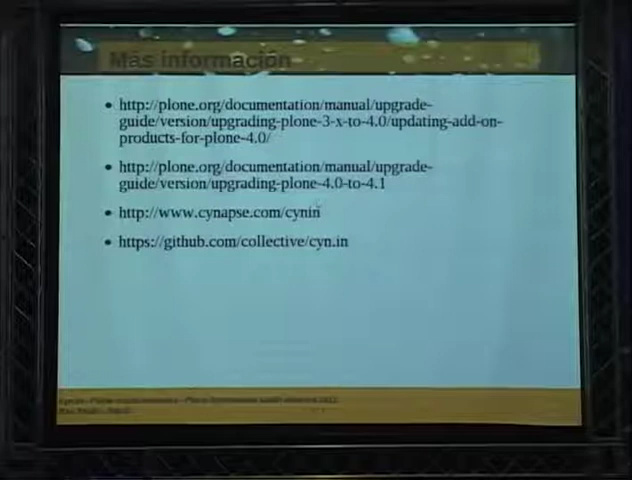 Más información
• http://plone.org/documentation/manual/upgrade-
guide/version/upgrading-plone-3-x-to-4.0/updating-add-on-
products-for-plone-4.0/
• http://plone.org/documentation/manual/upgrade-
guide/version/upgrading-plone-4.0-to-4.1
• http://www.cynapse.com/cynin
• https://github.com/collective/cyn.in